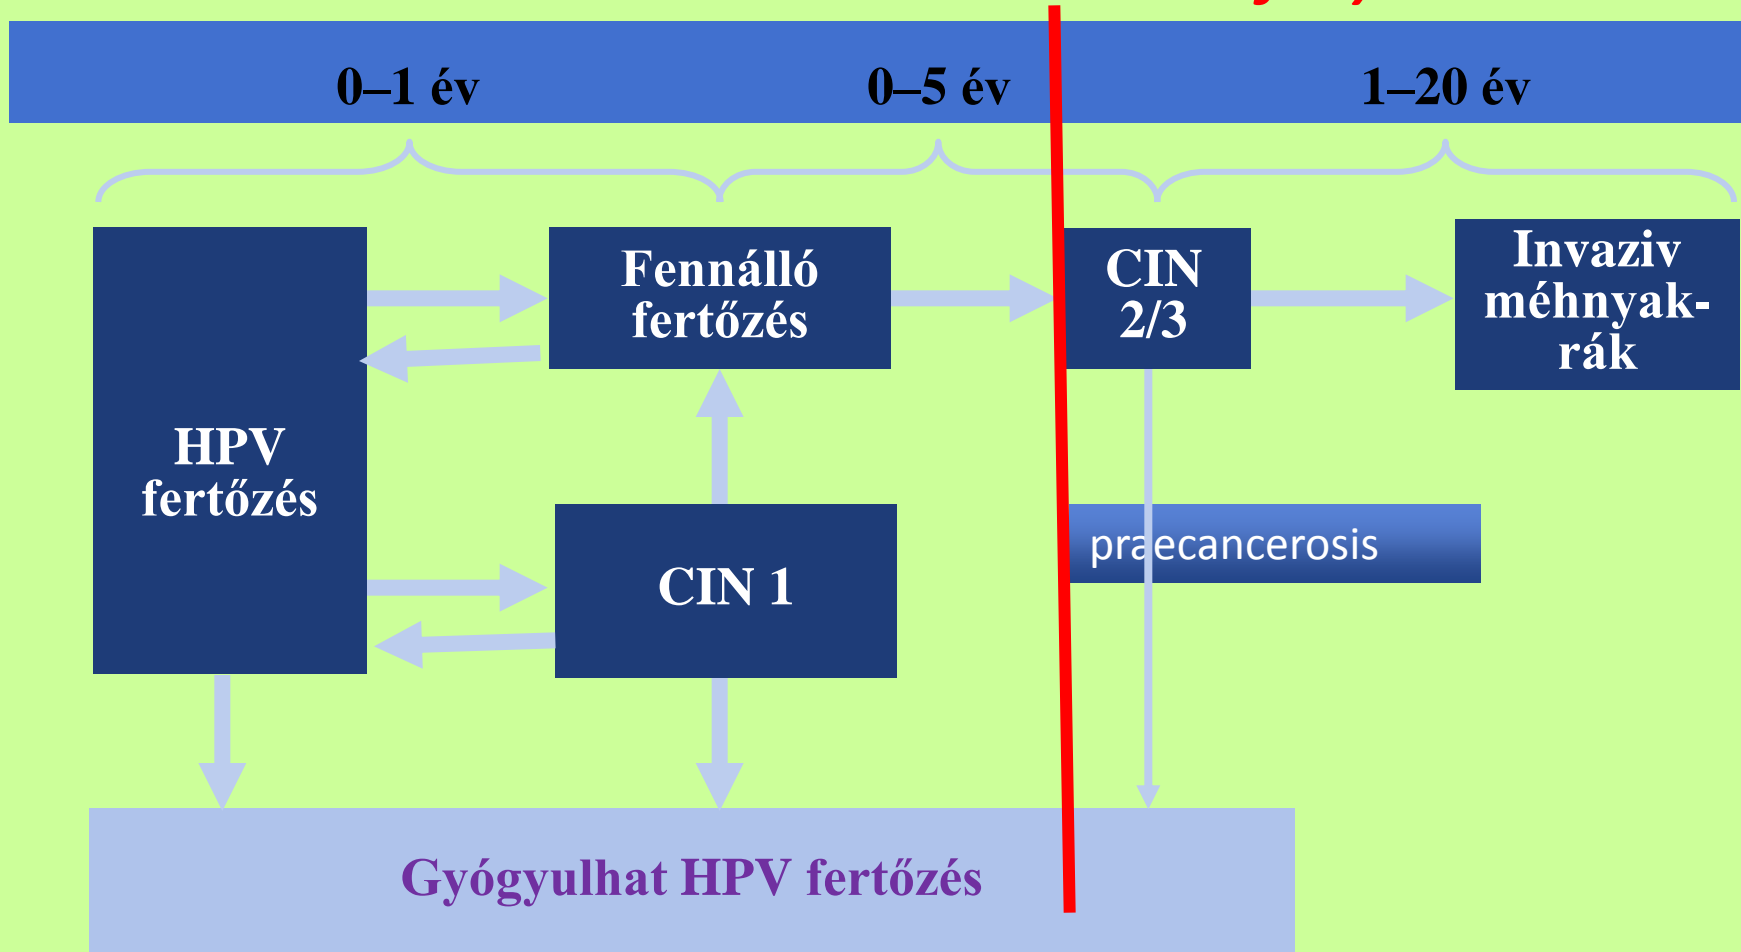 0–1 év
0–5 év
1–20 év
HPV
fertőzés
Fennálló
fertőzés
CIN
2/3
Invaziv
méhnyak-
rák
CIN 1
praecancerosis
Gyógyulhat HPV fertőzés